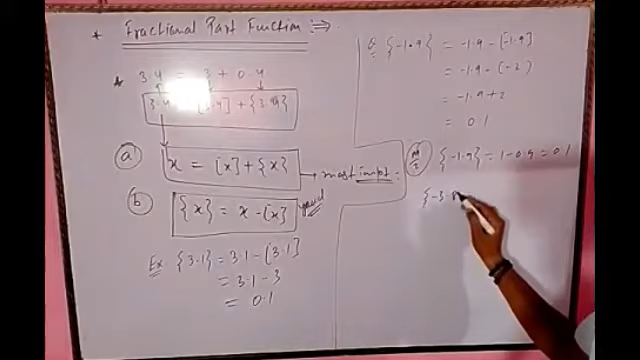 * Fractional Part Function :⇒
* 3.4 = 3 + 0.4
3.4 = [3.4] + {3.4}
(a) x = [x] + {x} → most impt :
(b) {x} = x - [x]
Ex {3.1} = 3.1 - [3.1]
= 3.1 - 3
= 0.1
Q {-1.9} = -1.9 - [-1.9]
= -1.9 - (-2)
= -1.9 + 2
= 0.1
{-1.9} = 1 - 0.9 = 0.1
{-3.